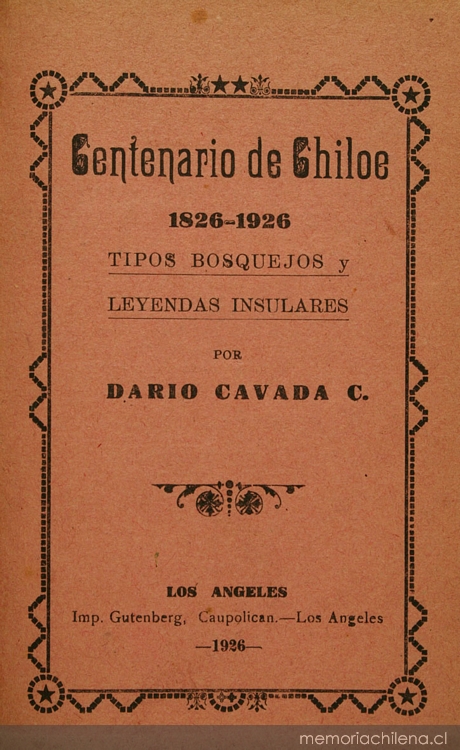 Centenario de Chiloe
1826-1926
TIPOS BOSQUEJOS y
LEYENDAS INSULARES
POR
DARIO CAVADA C.
LOS ANGELES
Imp. Gutenberg, Caupolican.—Los Angeles
—1926—
memoriachilena.cl